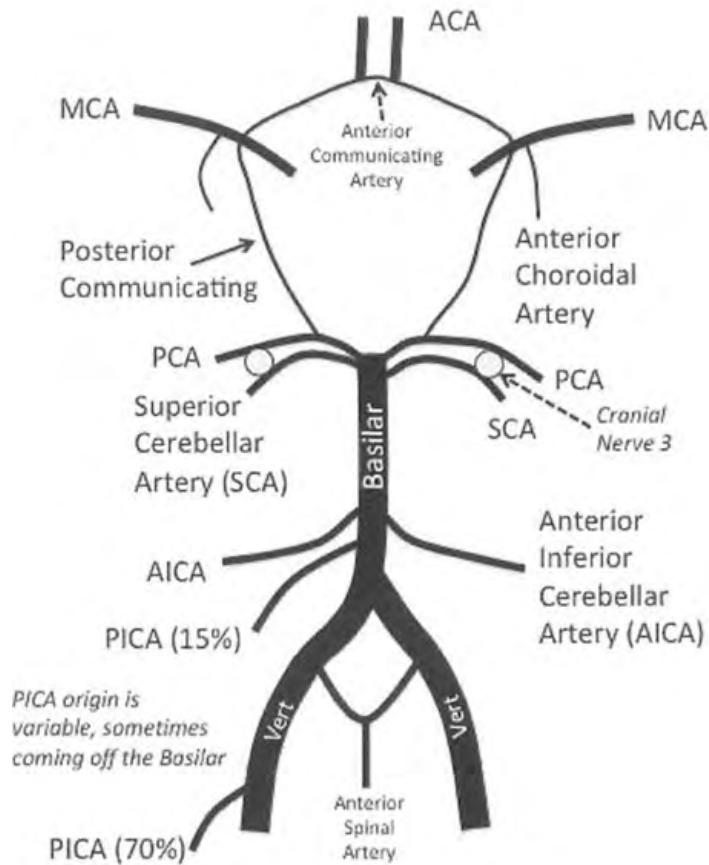 ACA
MCA
MCA
Anterior
Communicating
Artery
Posterior
Communicating
Anterior
Choroidal
Artery
PCA
PCA
Superior
Cerebellar
Artery (SCA)
SCA
Cranial
Nerve 3
Basilar
AICA
Anterior
Inferior
Cerebellar
Artery (AICA)
PICA (15%)
PICA origin is
variable, sometimes
coming off the Basilar
Vert
Vert
Anterior
Spinal
Artery
PICA (70%)